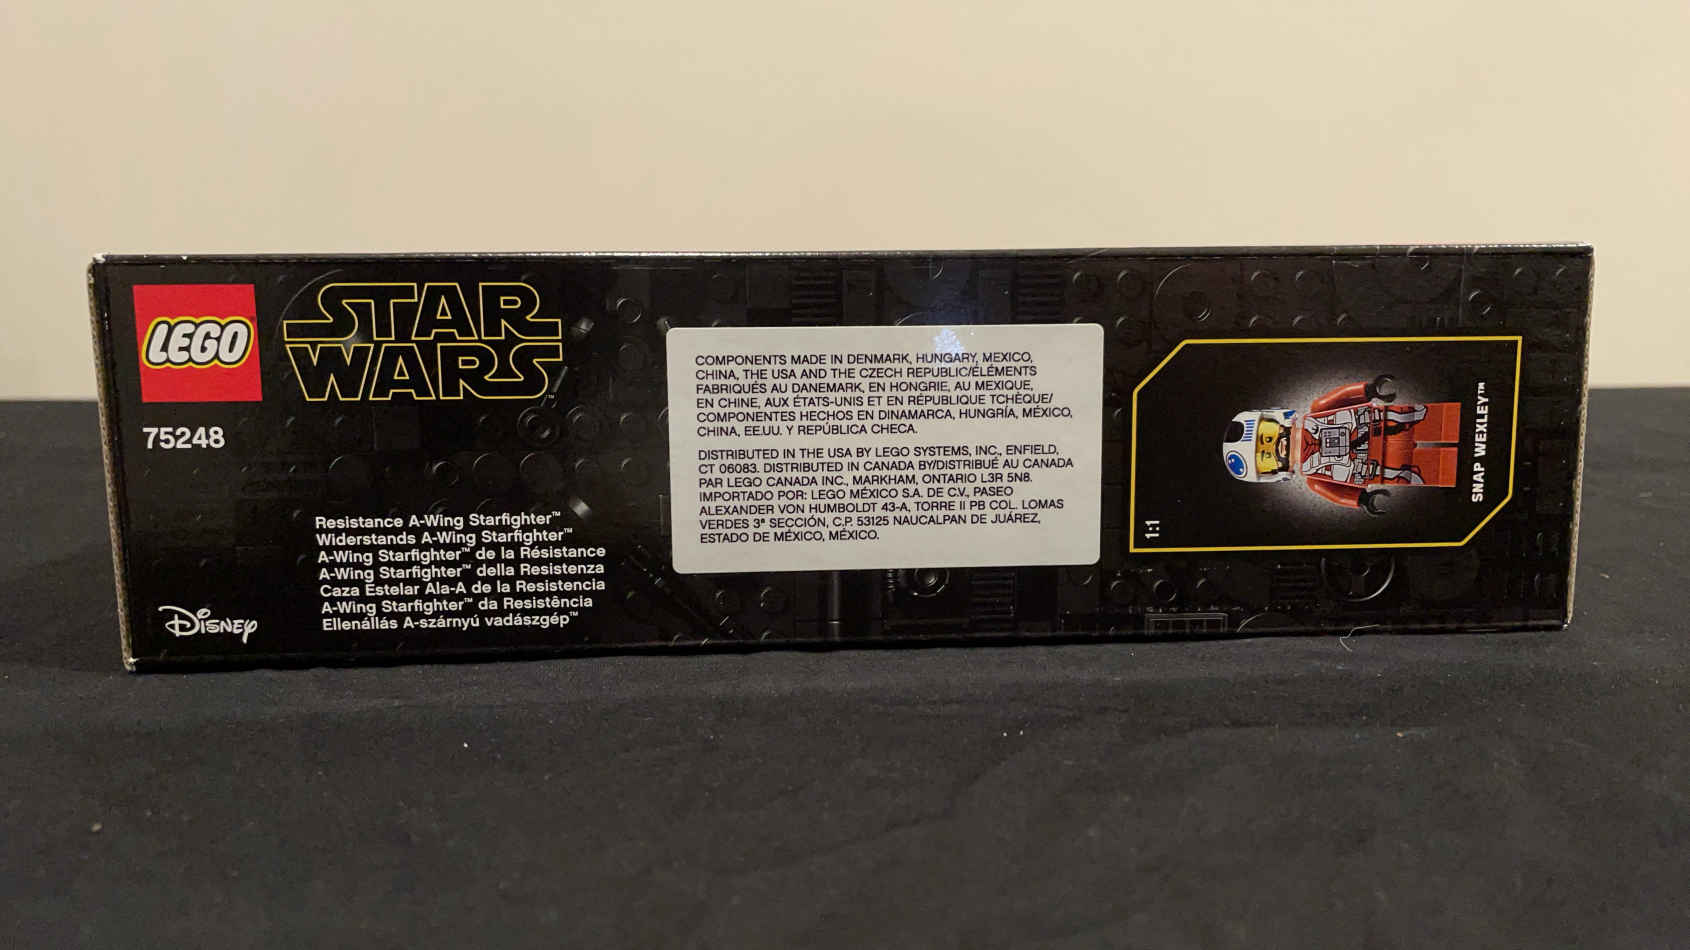 LEGO
STAR
WARS™
75248
Resistance A-Wing Starfighter™
Widerstands A-Wing Starfighter™
A-Wing Starfighter™ de la Résistance
A-Wing Starfighter™ della Resistenza
Caza Estelar Ala-A de la Resistencia
A-Wing Starfighter™ da Resistência
Ellenállás A-szárnyú vadászgép™
Disney
COMPONENTS MADE IN DENMARK, HUNGARY, MEXICO,
CHINA, THE USA AND THE CZECH REPUBLIC/ÉLÉMENTS
FABRIQUÉS AU DANEMARK, EN HONGRIE, AU MEXIQUE,
EN CHINE, AUX ÉTATS-UNIS ET EN RÉPUBLIQUE TCHÈQUE/
COMPONENTES HECHOS EN DINAMARCA, HUNGRÍA, MÉXICO,
CHINA, EE.UU. Y REPÚBLICA CHECA.
DISTRIBUTED IN THE USA BY LEGO SYSTEMS, INC., ENFIELD,
CT 06083. DISTRIBUTED IN CANADA BY/DISTRIBUÉ AU CANADA
PAR LEGO CANADA INC., MARKHAM, ONTARIO L3R 5N8.
IMPORTADO POR: LEGO MÉXICO S.A. DE C.V., PASEO
ALEXANDER VON HUMBOLDT 43-A, TORRE II PB COL. LOMAS
VERDES 3ª SECCIÓN, C.P. 53125 NAUCALPAN DE JUÁREZ,
ESTADO DE MÉXICO, MÉXICO.
1:1
SNAP WEXLEY™